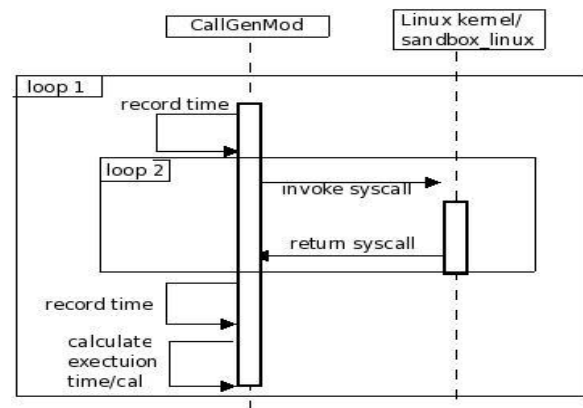 CallGenMod
Linux kernel/
sandbox_linux
loop 1
record time
loop 2
invoke syscall
return syscall
record time
calculate
exectuion
time/cal